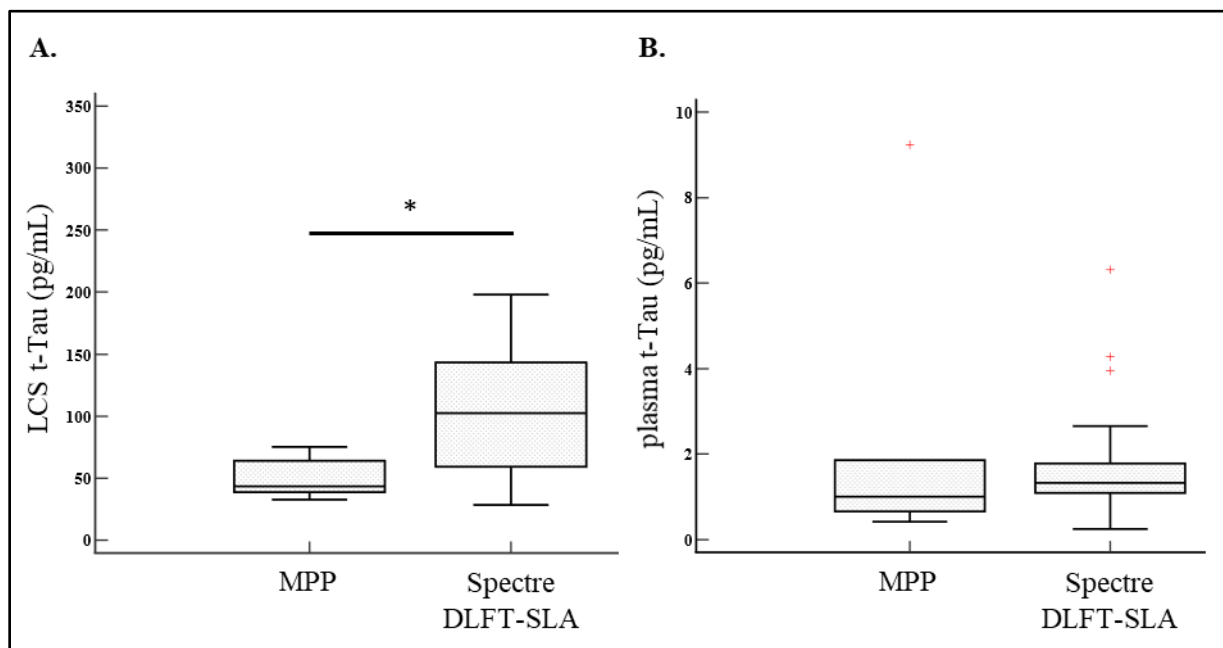 A.
LCS t-Tau (pg/mL)
350
300
250
200
150
100
50
0
*
MPP
Spectre
DLFT-SLA
B.
plasma t-Tau (pg/mL)
10
8
6
4
2
0
MPP
Spectre
DLFT-SLA